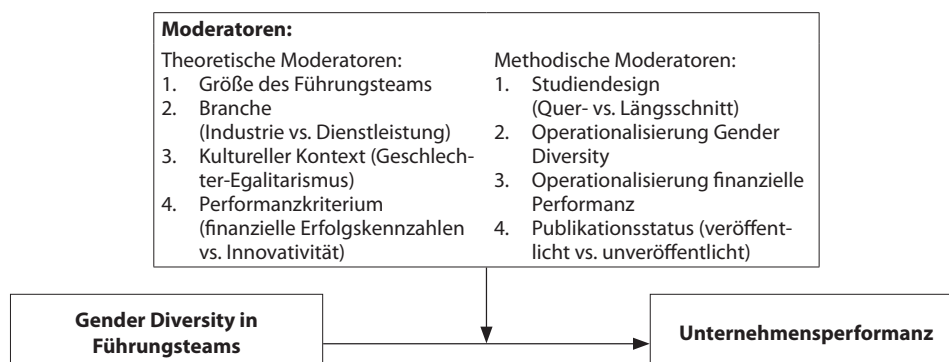 Moderatoren:
Theoretische Moderatoren:
1. Größe des Führungsteams
2. Branche
(Industrie vs. Dienstleistung)
3. Kultureller Kontext (Geschlech-
ter-Egalitarismus)
4. Performanzkriterium
(finanzielle Erfolgskennzahlen
vs. Innovativität)
Methodische Moderatoren:
1. Studiendesign
(Quer- vs. Längsschnitt)
2. Operationalisierung Gender
Diversity
3. Operationalisierung finanzielle
Performanz
4. Publikationsstatus (veröffent-
licht vs. unveröffentlicht)
Gender Diversity in
Führungsteams
Unternehmensperformanz